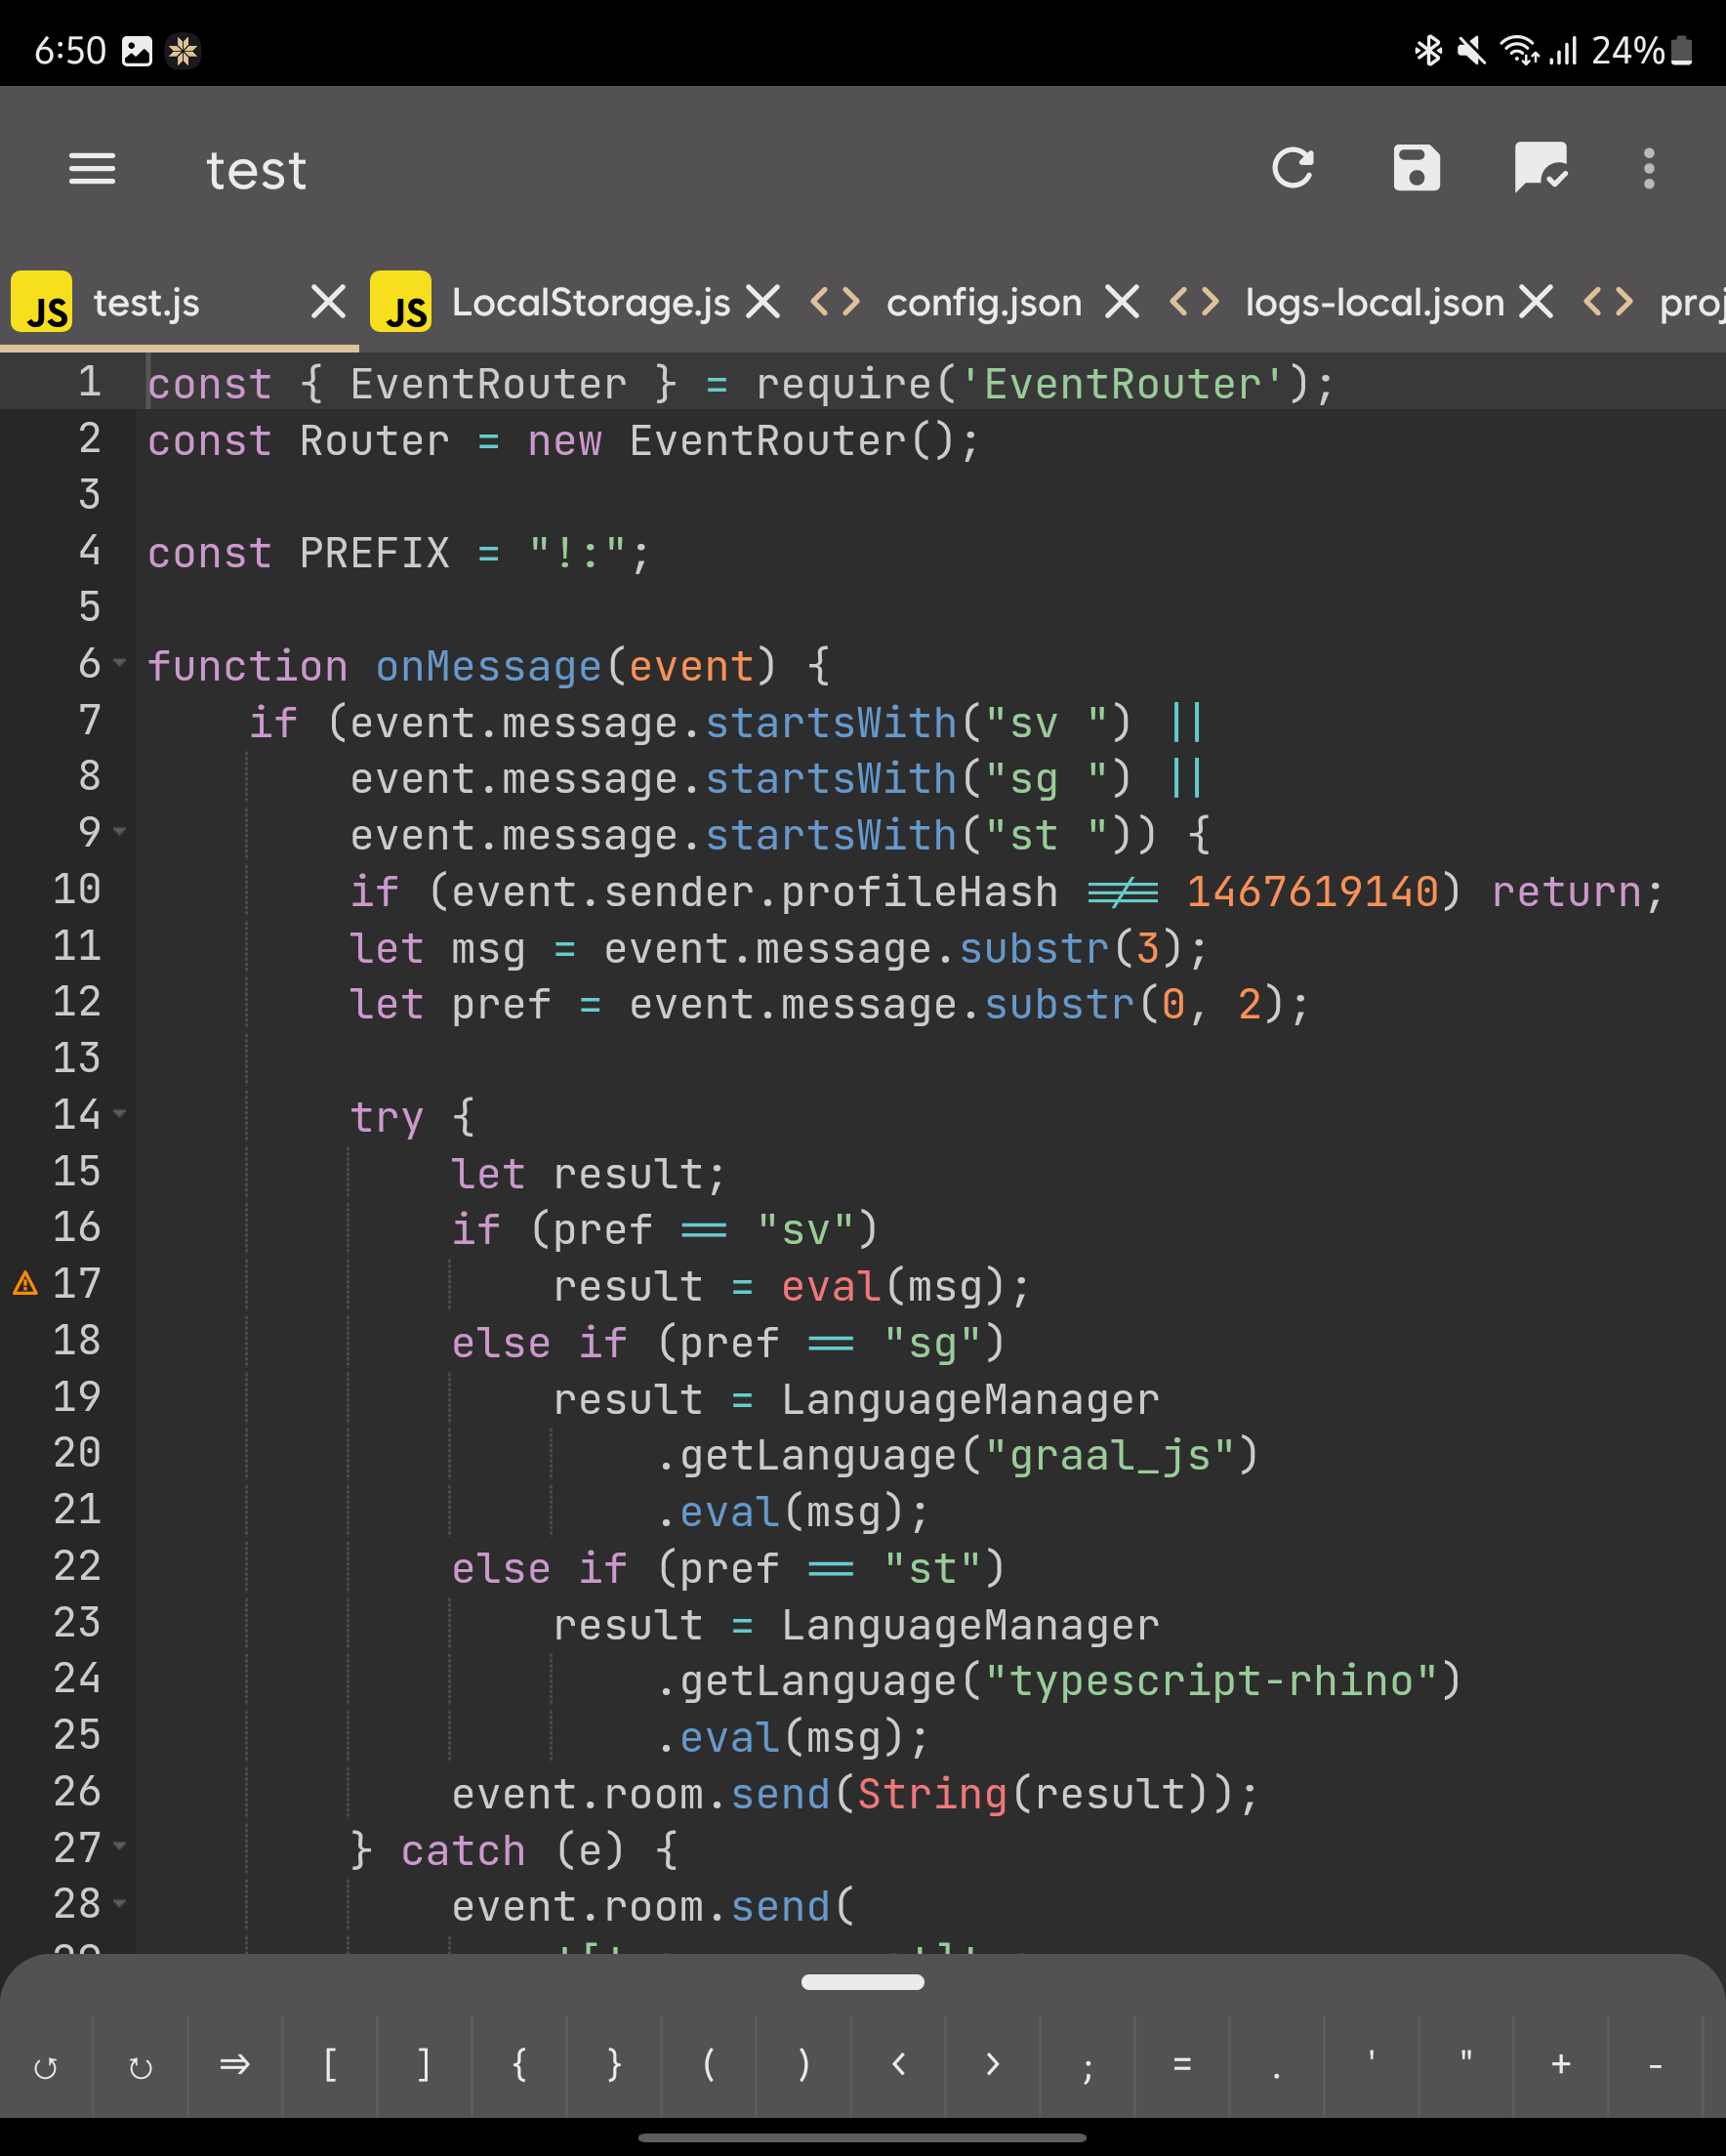 6:50 24%
test
JS test.js JS LocalStorage.js <> config.json <> logs-local.json <> proj
1 const { EventRouter } = require('EventRouter');
2 const Router = new EventRouter();
3
4 const PREFIX = "!:";
5
6 function onMessage(event) {
7 if (event.message.startsWith("sv ") ||
8 event.message.startsWith("sg ") ||
9 event.message.startsWith("st ")) {
10 if (event.sender.profileHash !== 1467619140) return;
11 let msg = event.message.substr(3);
12 let pref = event.message.substr(0, 2);
13
14 try {
15 let result;
16 if (pref == "sv")
17 result = eval(msg);
18 else if (pref == "sg")
19 result = LanguageManager
20 .getLanguage("graal_js")
21 .eval(msg);
22 else if (pref == "st")
23 result = LanguageManager
24 .getLanguage("typescript-rhino")
25 .eval(msg);
26 event.room.send(String(result));
27 } catch (e) {
28 event.room.send(
↺ ↻ ⇒ [ ] { } ( ) < > ; = . ' " + -